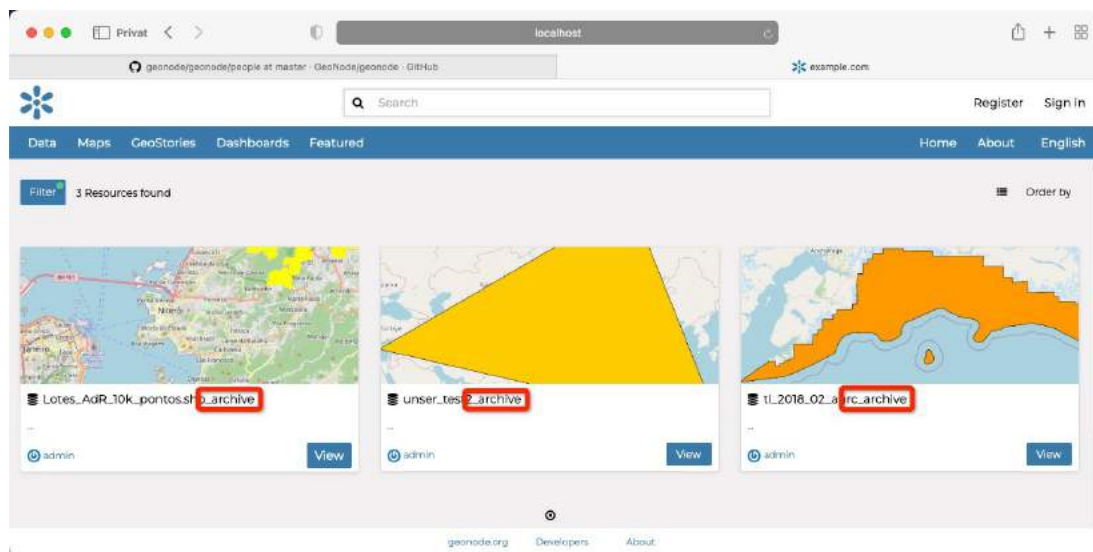 Privat
localhost
geonode/geonode/people at master · GeoNode/geonode · GitHub
example.com
Search
Register Sign in
Data Maps GeoStories Dashboards Featured
Home About English
Filter 3 Resources found
Order by
Lotes_AdR_10k_pontos.shp_archive
...
admin View
unser_test2_archive
...
admin View
tl_2018_02_anrc_archive
...
admin View
geonode.org Developers About